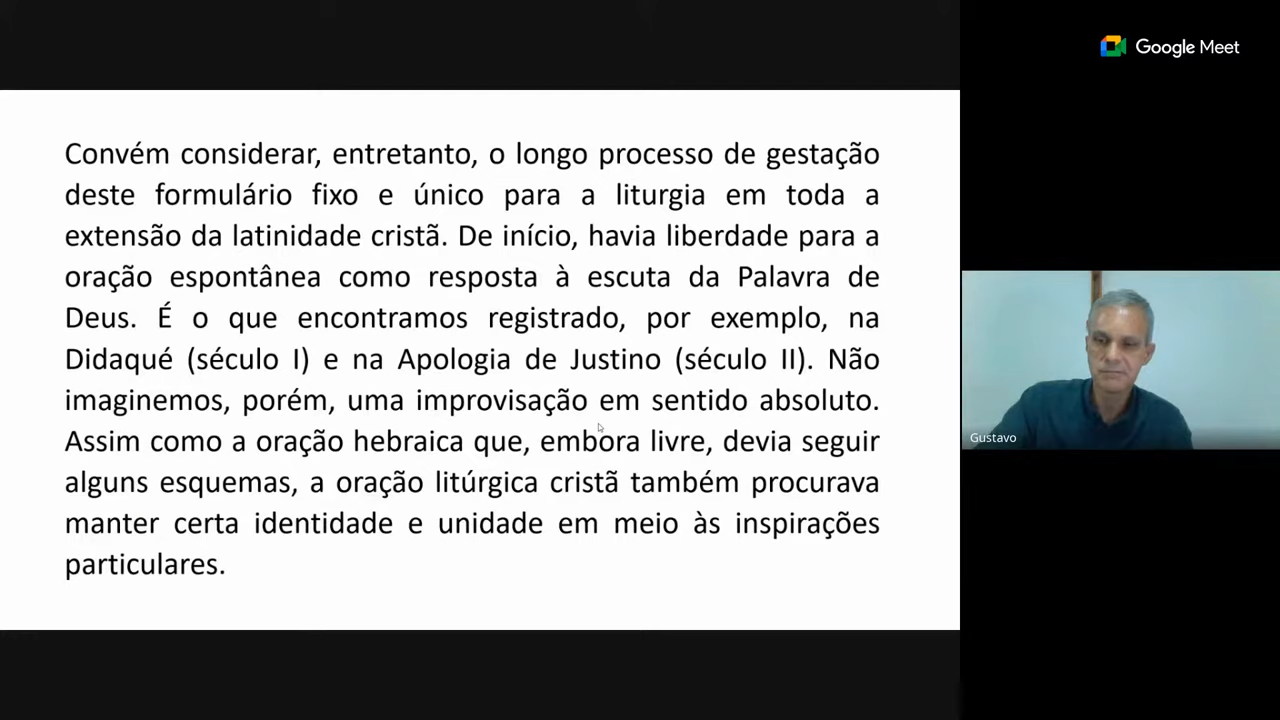 Google Meet
Convém considerar, entretanto, o longo processo de gestação
deste formulário fixo e único para a liturgia em toda a
extensão da latinidade cristã. De início, havia liberdade para a
oração espontânea como resposta à escuta da Palavra de
Deus. É o que encontramos registrado, por exemplo, na
Didaqué (século I) e na Apologia de Justino (século II). Não
imaginemos, porém, uma improvisação em sentido absoluto.
Assim como a oração hebraica que, embora livre, devia seguir
alguns esquemas, a oração litúrgica cristã também procurava
manter certa identidade e unidade em meio às inspirações
particulares.
Gustavo